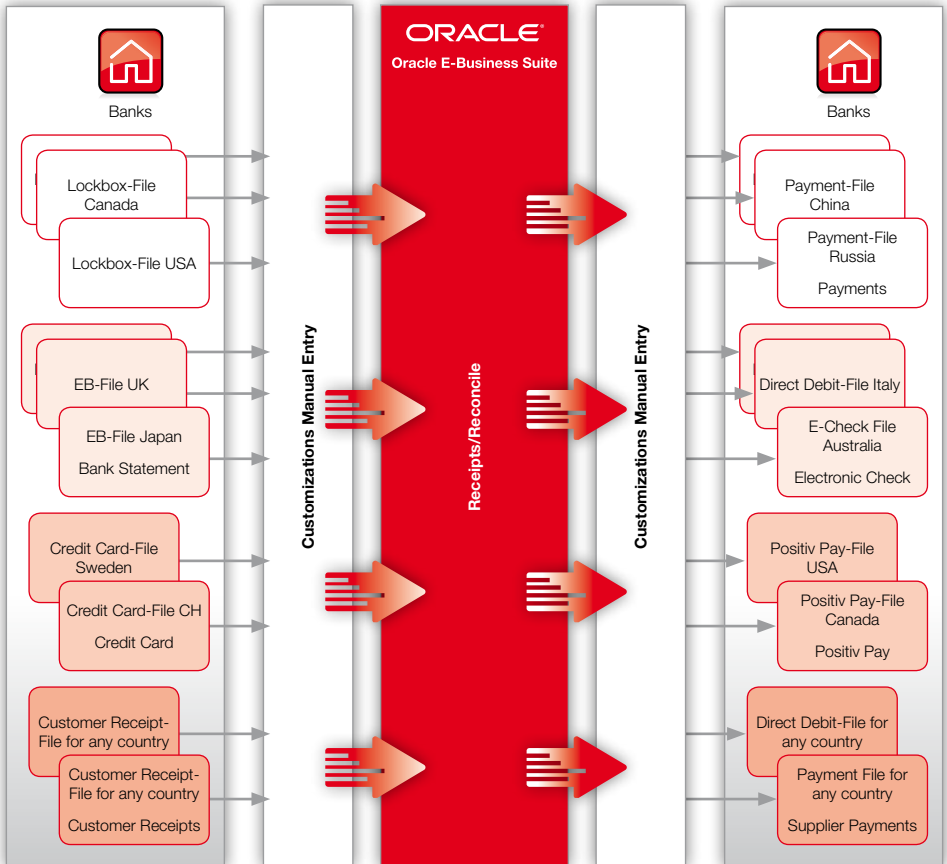 ORACLE
Oracle E-Business Suite
Banks
Lockbox-File
Canada
Lockbox-File USA
EB-File UK
EB-File Japan
Bank Statement
Credit Card-File
Sweden
Credit Card-File CH
Credit Card
Customer Receipt-
File for any country
Customer Receipt-
File for any country
Customer Receipts
Customizations Manual Entry
Receipts/Reconcile
Customizations Manual Entry
Banks
Payment-File
China
Payment-File
Russia
Payments
Direct Debit-File Italy
E-Check File
Australia
Electronic Check
Positiv Pay-File
USA
Positiv Pay-File
Canada
Positiv Pay
Direct Debit-File for
any country
Payment File for
any country
Supplier Payments